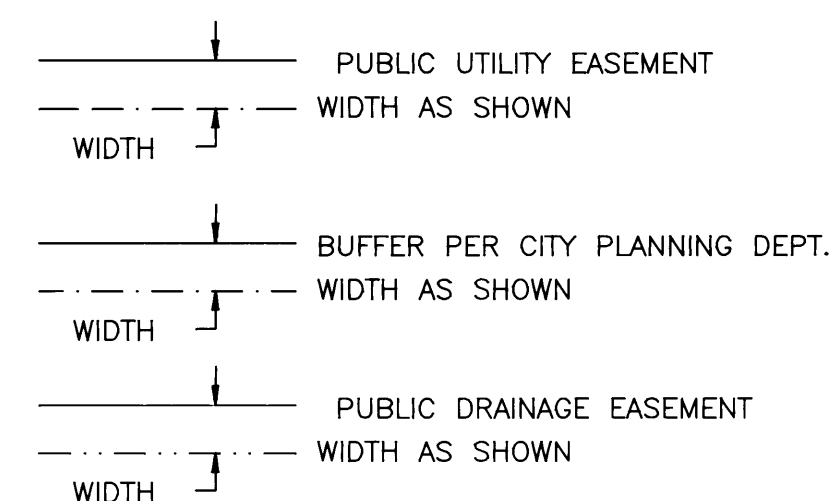 PUBLIC UTILITY EASEMENT
WIDTH AS SHOWN
WIDTH
BUFFER PER CITY PLANNING DEPT.
WIDTH AS SHOWN
WIDTH
PUBLIC DRAINAGE EASEMENT
WIDTH AS SHOWN
WIDTH